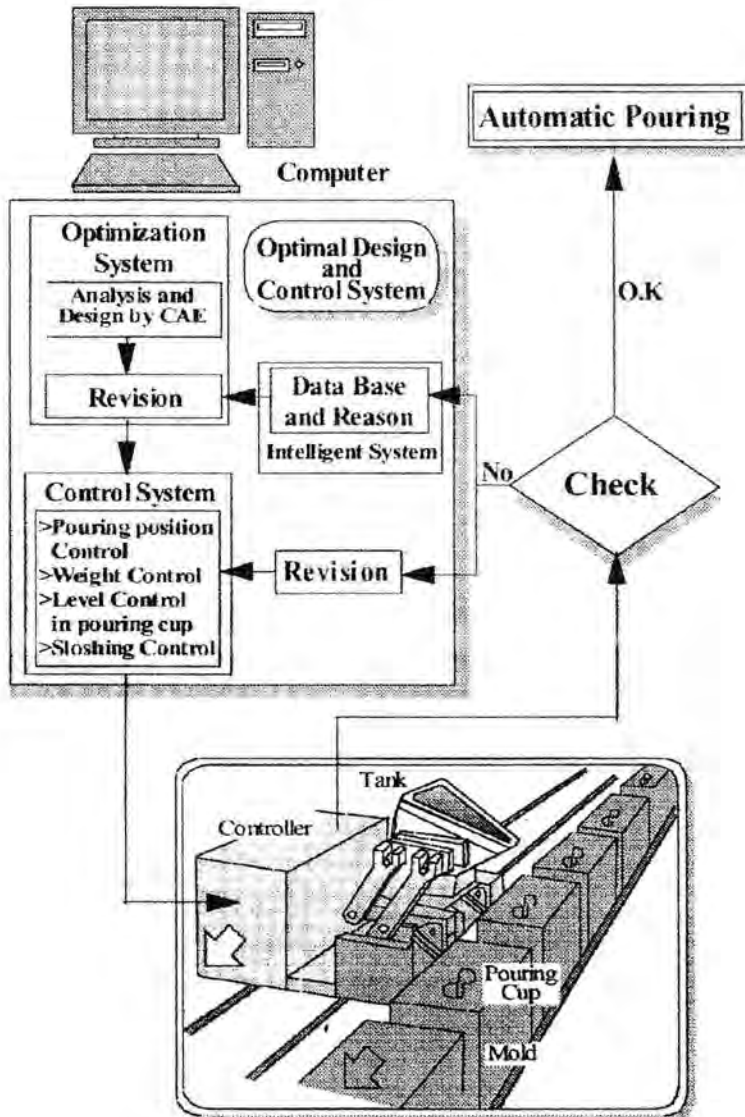 Computer
Automatic Pouring
Optimization
System
Optimal Design
and
Control System
Analysis and
Design by CAE
O.K
Revision
Data Base
and Reason
Intelligent System
No
Check
Control System
>Pouring position
Control
>Weight Control
>Level Control
in pouring cup
>Sloshing Control
Revision
Tank
Controller
Pouring
Cup
Mold